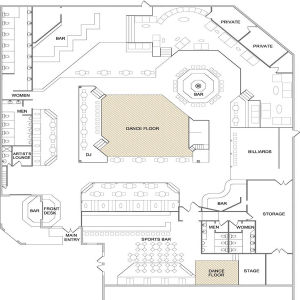 PRIVATE
PRIVATE
BAR
BAR
WOMEN
MEN
DANCE FLOOR
ARTIST'S
LOUNGE
DJ
BILLIARDS
BAR
FRONT
DESK
BAR
STORAGE
MEN
WOMEN
MAIN
ENTRY
SPORTS BAR
DANCE
FLOOR
STAGE